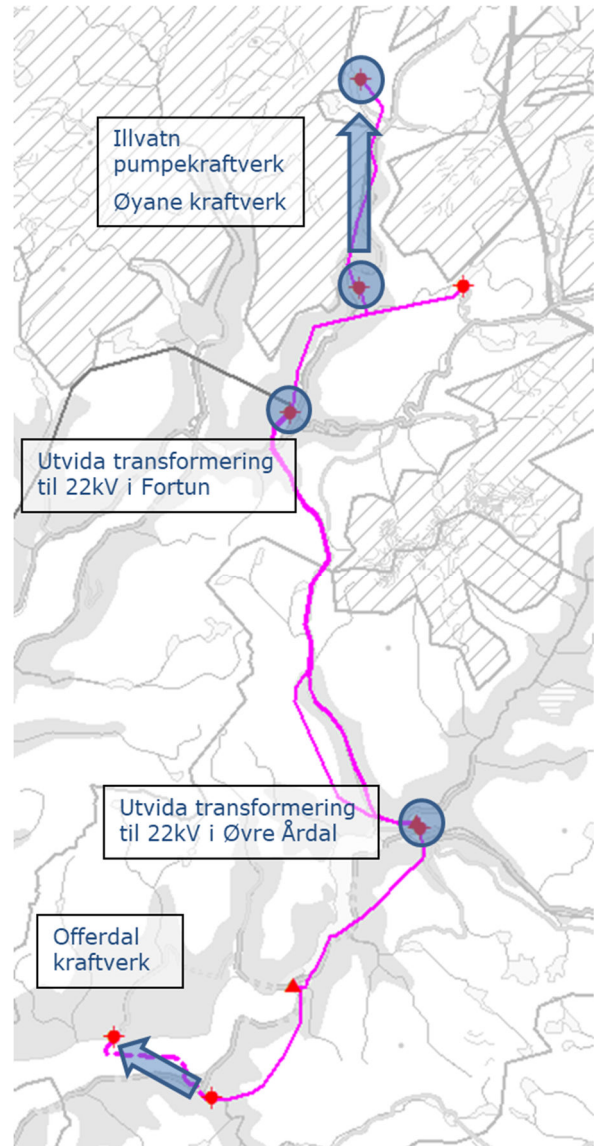 Illvatn
pumpekraftverk
Øyane kraftverk
Utvida transformering
til 22kV i Fortun
Utvida transformering
til 22kV i Øvre Årdal
Offerdal
kraftverk